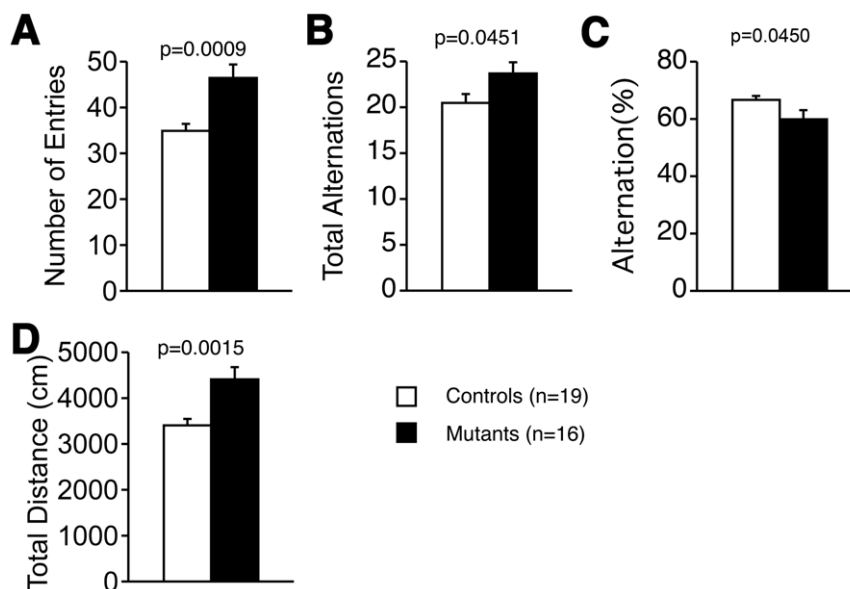 A
p=0.0009
Number of Entries
50
40
30
20
10
0
B
p=0.0451
Total Alternations
25
20
15
10
5
0
C
p=0.0450
Alternation(%)
80
60
40
20
0
D
p=0.0015
Total Distance (cm)
5000
4000
3000
2000
1000
0
Controls (n=19)
Mutants (n=16)